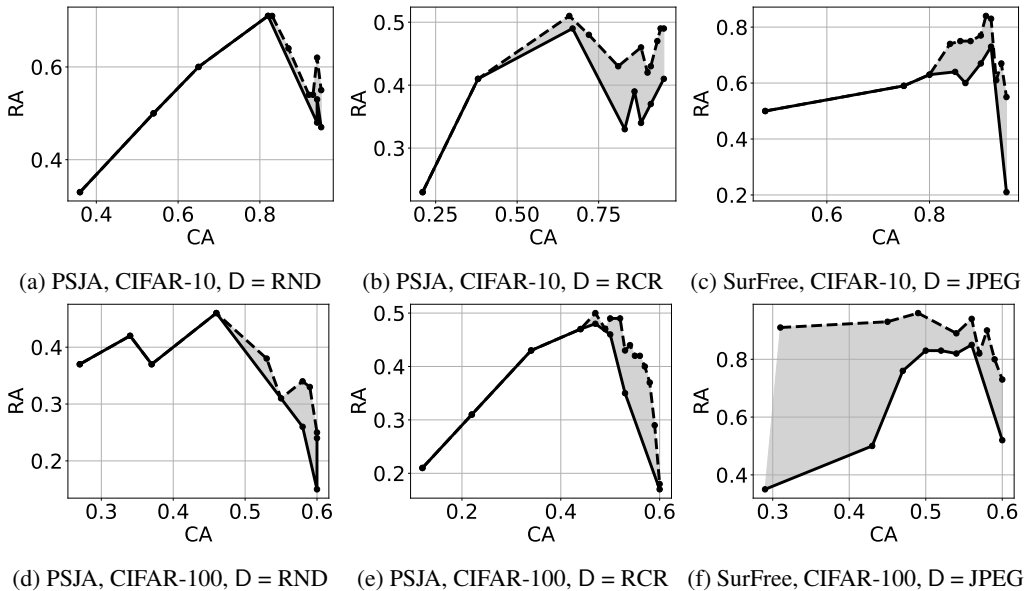 0.6
0.4
RA
0.4 0.6 0.8
CA
0.5
0.4
0.3
RA
0.25 0.50 0.75
CA
0.8
0.6
0.4
0.2
RA
0.6 0.8
CA
(a) PSJA, CIFAR-10, D = RND
(b) PSJA, CIFAR-10, D = RCR
(c) SurFree, CIFAR-10, D = JPEG
0.4
0.3
0.2
RA
0.3 0.4 0.5 0.6
CA
0.5
0.4
0.3
0.2
RA
0.2 0.4 0.6
CA
0.8
0.6
0.4
RA
0.3 0.4 0.5 0.6
CA
(d) PSJA, CIFAR-100, D = RND
(e) PSJA, CIFAR-100, D = RCR
(f) SurFree, CIFAR-100, D = JPEG